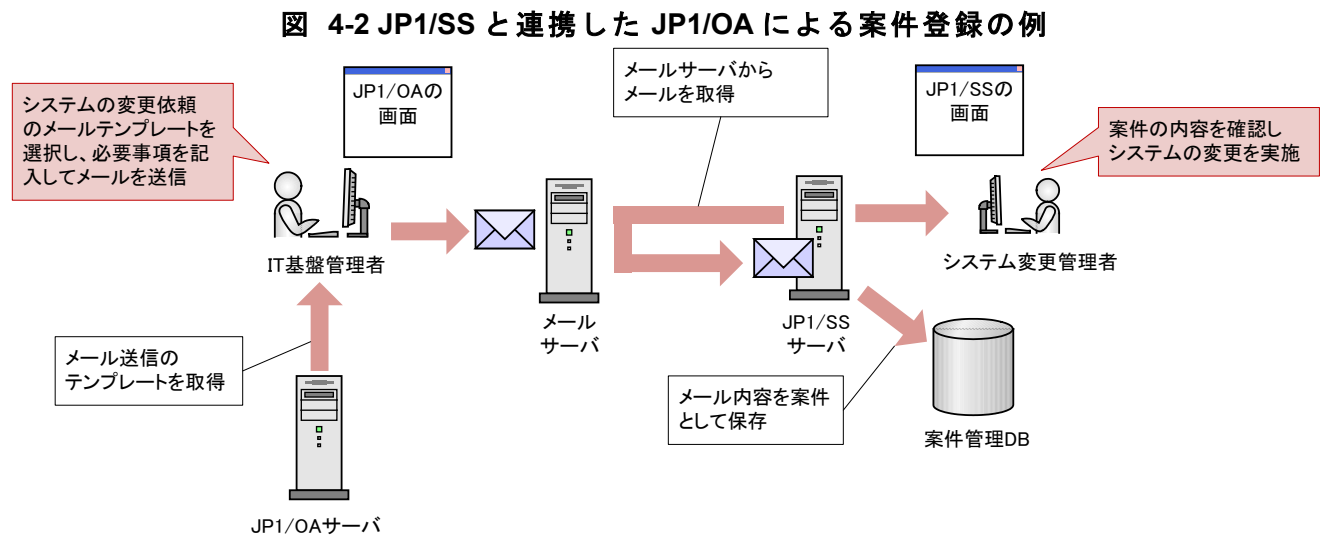 図 4-2 JP1/SS と連携した JP1/OA による案件登録の例
システムの変更依頼
のメールテンプレートを
選択し、必要事項を記
入してメールを送信
JP1/OAの
画面
メールサーバから
メールを取得
JP1/SSの
画面
案件の内容を確認し
システムの変更を実施
IT基盤管理者
システム変更管理者
メール
サーバ
JP1/SS
サーバ
メール送信の
テンプレートを取得
メール内容を案件
として保存
案件管理DB
JP1/OAサーバ